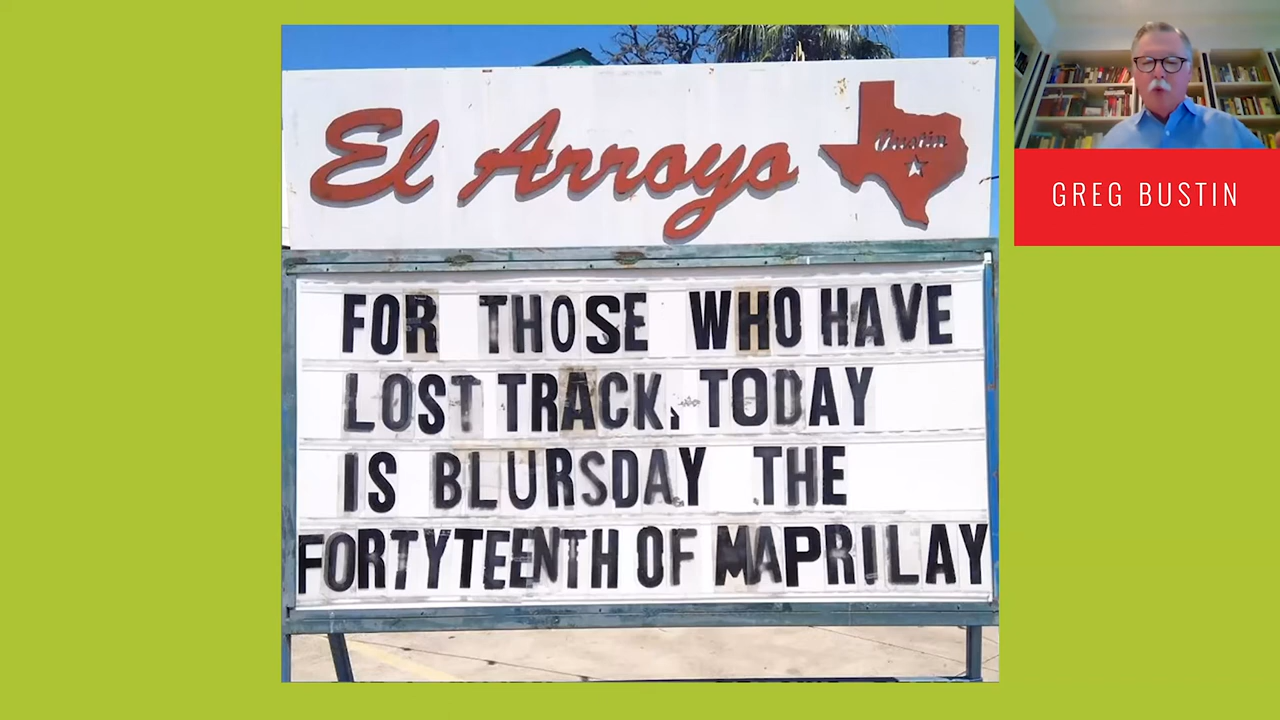 El Arroyo
Austin
FOR THOSE WHO HAVE
LOST TRACK, TODAY
IS BLURSDAY THE
FORTYTEENTH OF MAPRILAY
GREG BUSTIN